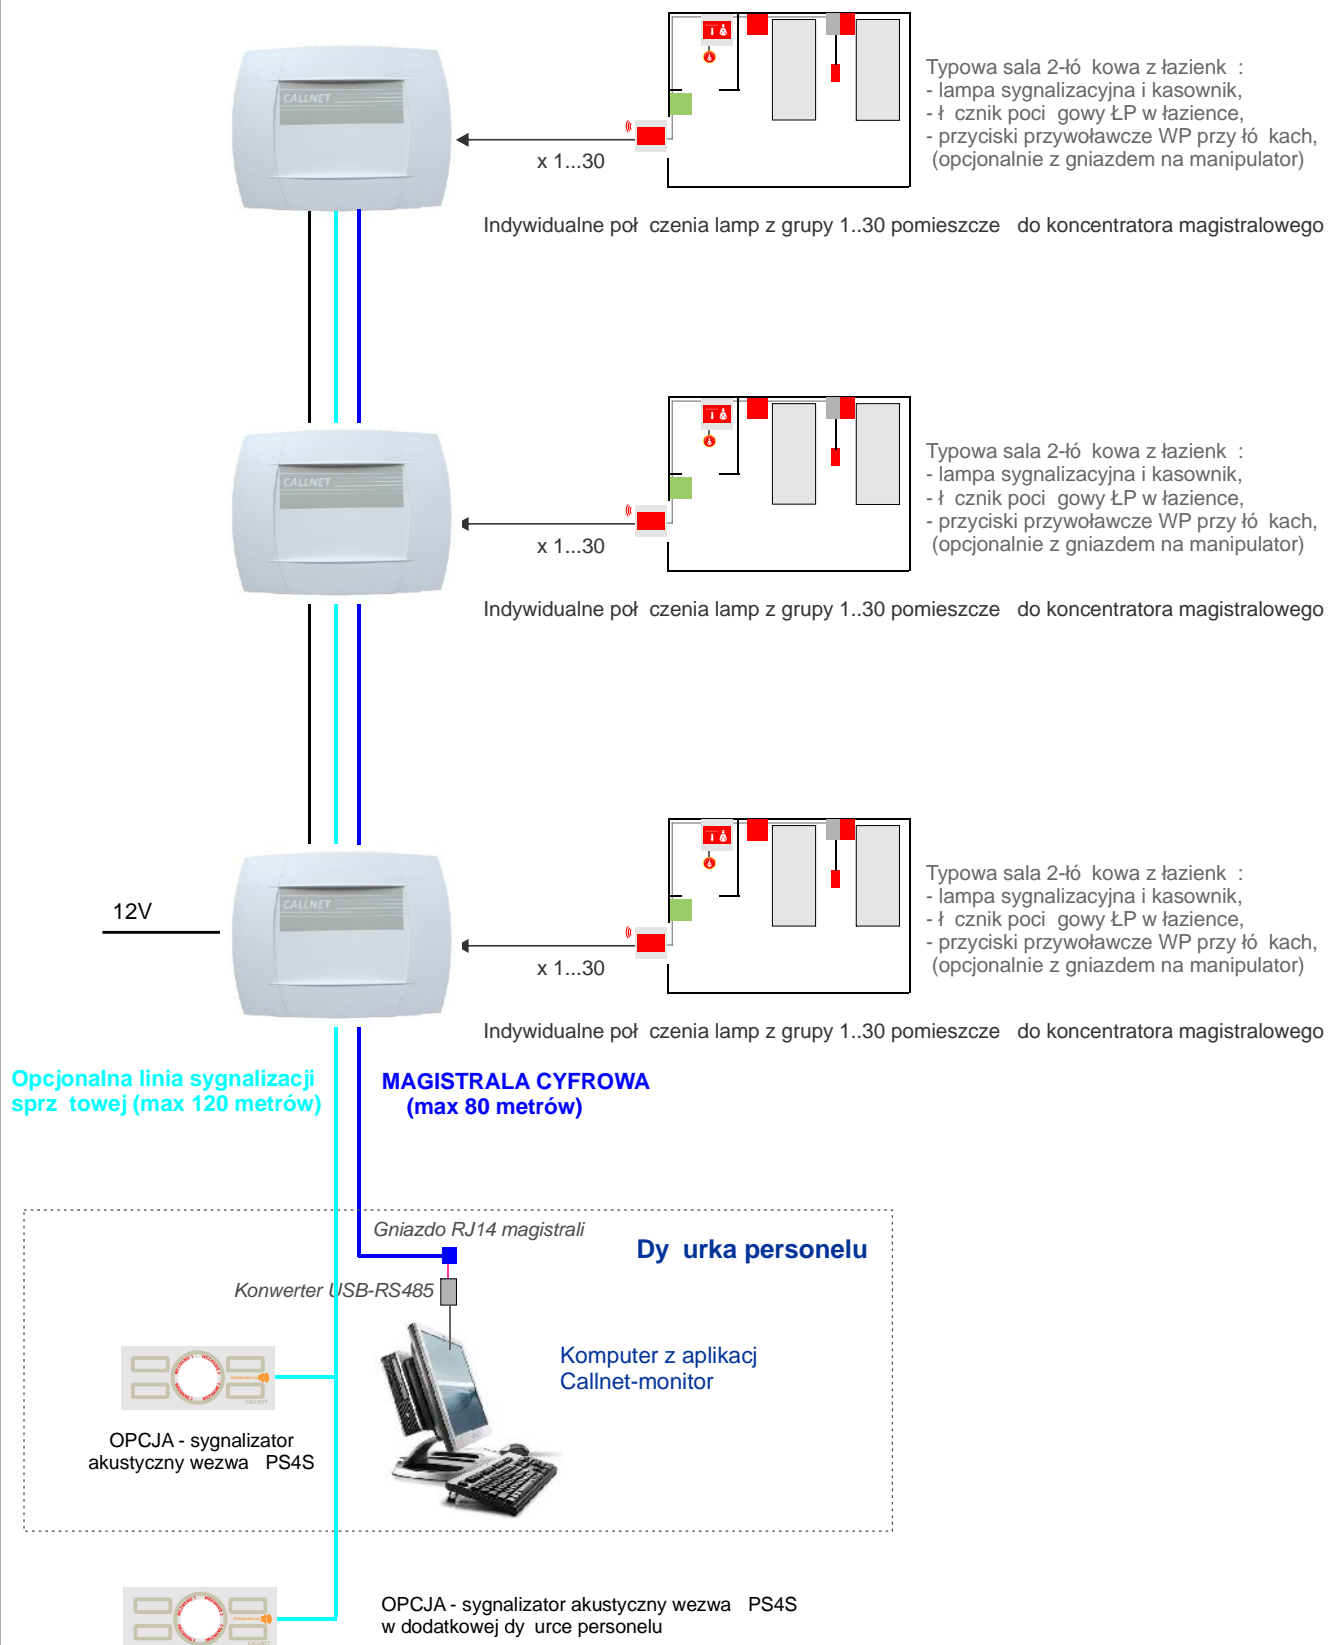 CALLNET
Typowa sala 2-łó kowa z łazienk :
- lampa sygnalizacyjna i kasownik,
- ł cznik poci gowy ŁP w łazience,
- przyciski przywoławcze WP przy łó kach,
(opcjonalnie z gniazdem na manipulator)
x 1...30
Indywidualne poł czenia lamp z grupy 1..30 pomieszcze do koncentratora magistralowego
CALLNET
Typowa sala 2-łó kowa z łazienk :
- lampa sygnalizacyjna i kasownik,
- ł cznik poci gowy ŁP w łazience,
- przyciski przywoławcze WP przy łó kach,
(opcjonalnie z gniazdem na manipulator)
x 1...30
Indywidualne poł czenia lamp z grupy 1..30 pomieszcze do koncentratora magistralowego
12V
CALLNET
Typowa sala 2-łó kowa z łazienk :
- lampa sygnalizacyjna i kasownik,
- ł cznik poci gowy ŁP w łazience,
- przyciski przywoławcze WP przy łó kach,
(opcjonalnie z gniazdem na manipulator)
x 1...30
Indywidualne poł czenia lamp z grupy 1..30 pomieszcze do koncentratora magistralowego
Opcjonalna linia sygnalizacji
sprz towej (max 120 metrów)
MAGISTRALA CYFROWA
(max 80 metrów)
Gniazdo RJ14 magistrali
Dy urka personelu
Konwerter USB-RS485
Komputer z aplikacj
Callnet-monitor
CALLNET
OPCJA - sygnalizator
akustyczny wezwa PS4S
CALLNET
OPCJA - sygnalizator akustyczny wezwa PS4S
w dodatkowej dy urce personelu